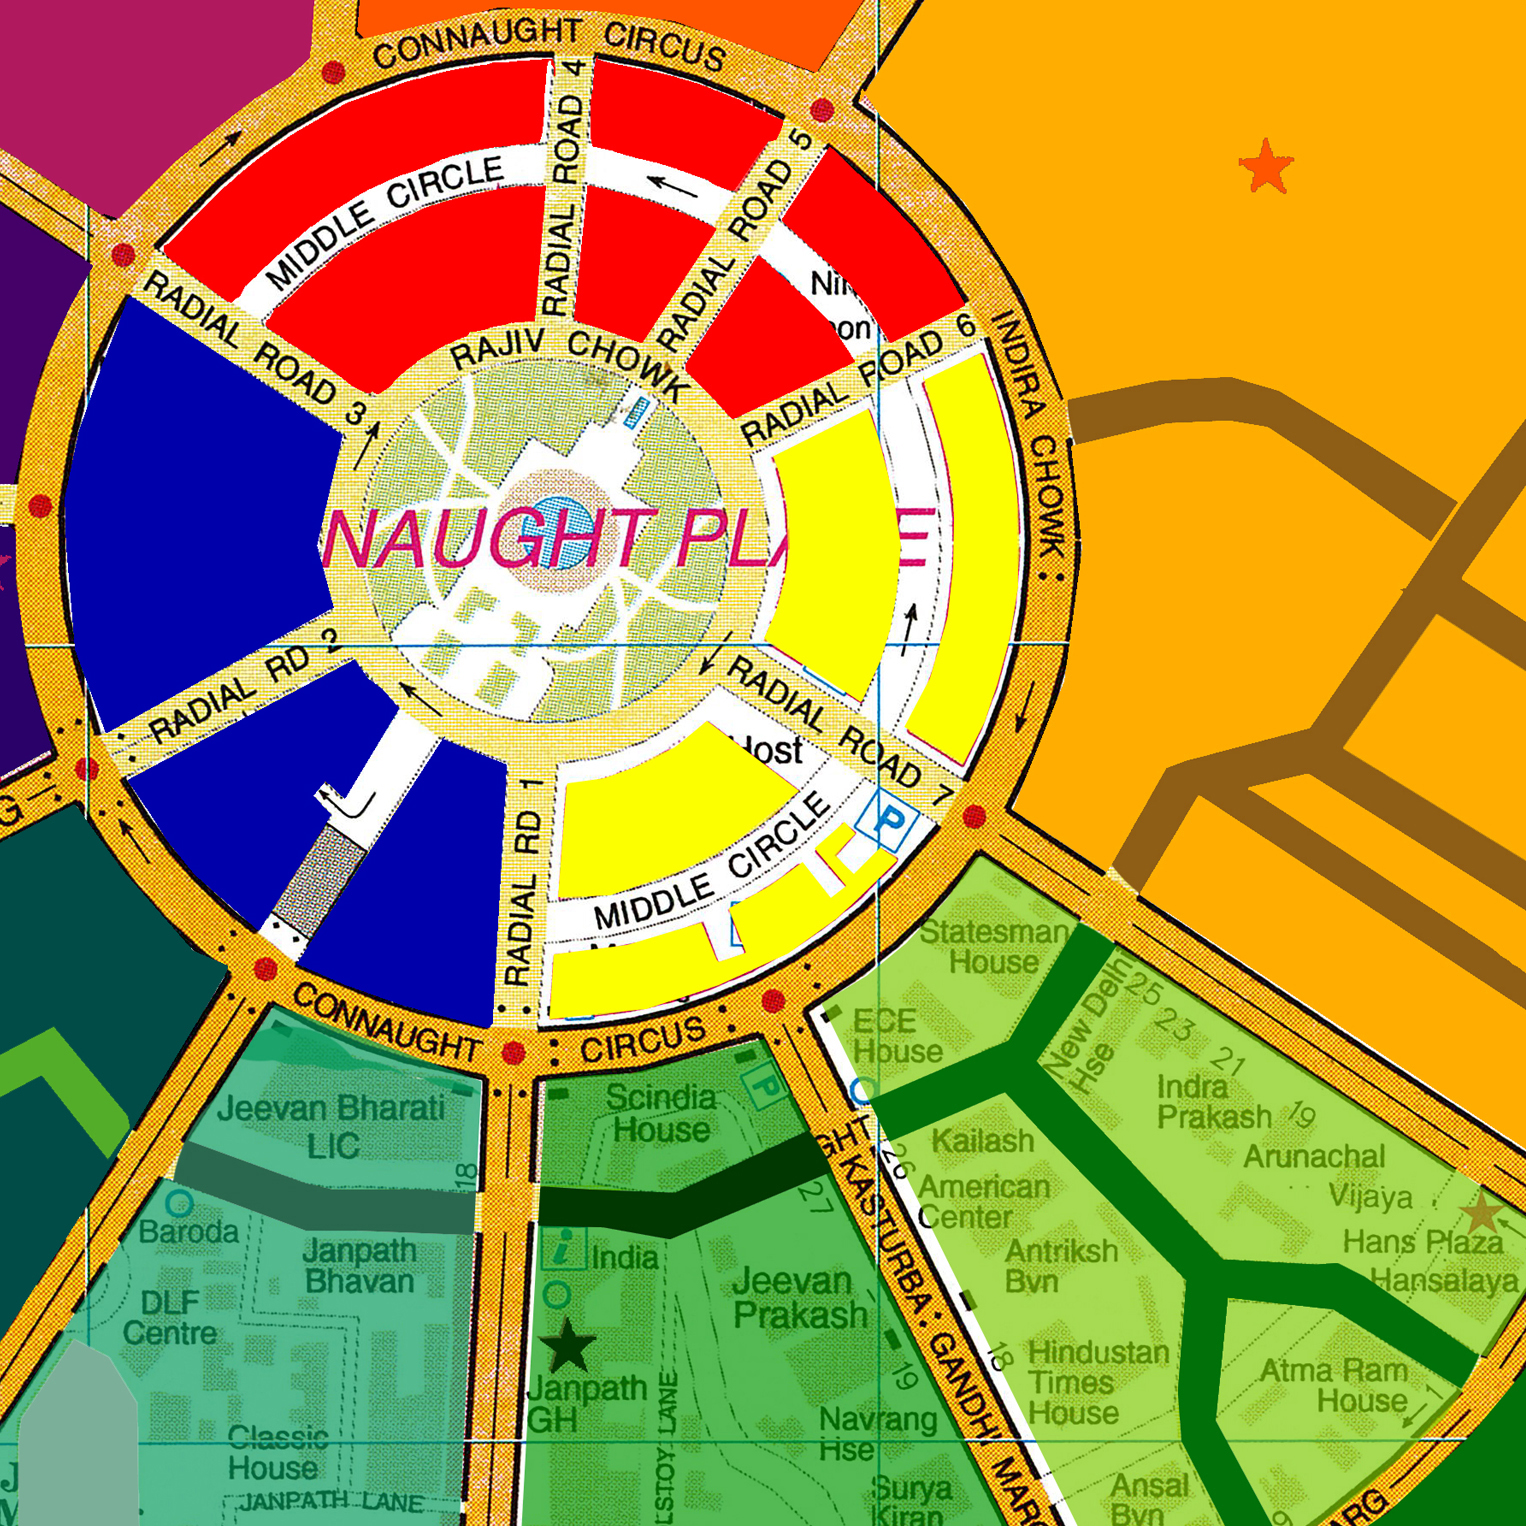 CONNAUGHT CIRCUS
RADIAL ROAD 4
RADIAL ROAD 5
MIDDLE CIRCLE
RADIAL ROAD 3
RAJIV CHOWK
RADIAL ROAD 6
INDIRA CHOWK
NAUGHT PLA E
RADIAL RD 2
RADIAL ROAD 7
Host
P
RADIAL RD 1
MIDDLE CIRCLE
CONNAUGHT CIRCUS
G
Statesman
House
ECE
House
New Delhi
Hse
25
23
21
19
Indra
Prakash
Kailash
26
American
Center
Arunachal
Vijaya
Hans Plaza
Hansalaya
Antriksh
Bvn
18
Hindustan
Times
House
Atma Ram
House
1
Ansal
Bvn
9
Jeevan Bharati
LIC
18
Baroda
Janpath
Bhavan
DLF
Centre
Classic
House
JANPATH LANE
J
M
P
Scindia
House
27
i
India
Jeevan
Prakash
19
Janpath
GH
LSTOY LANE
Navrang
Hse
Surya
Kiran
GHT
KASTURBA GANDHI MARG
ARG